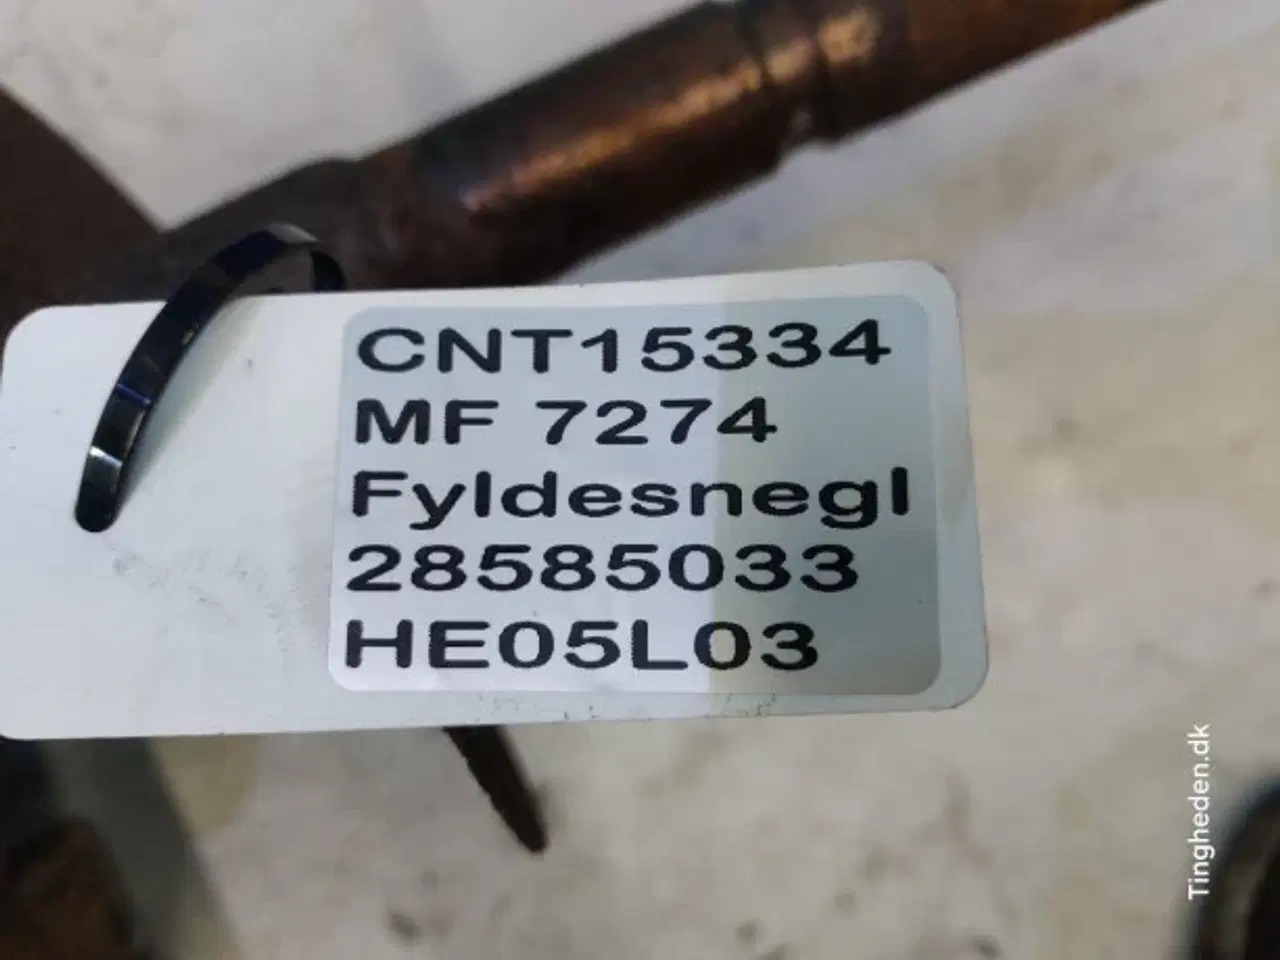 CNT15334
MF 7274
Fyldesnegl
28585033
HE05L03
Tingheden.dk